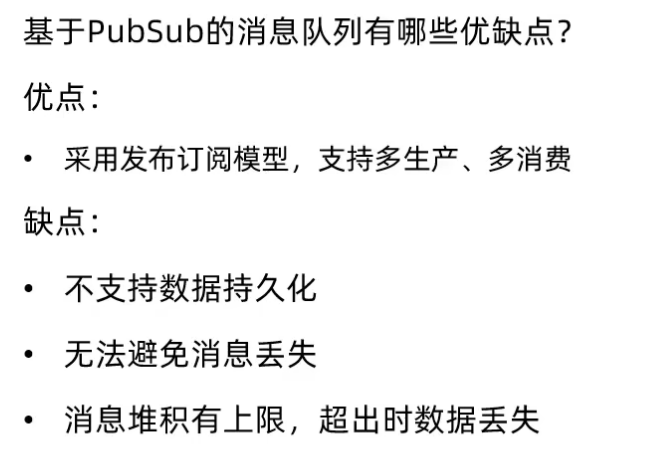 基于PubSub的消息队列有哪些优缺点？
优点：
• 采用发布订阅模型，支持多生产、多消费
缺点：
• 不支持数据持久化
• 无法避免消息丢失
• 消息堆积有上限，超出时数据丢失